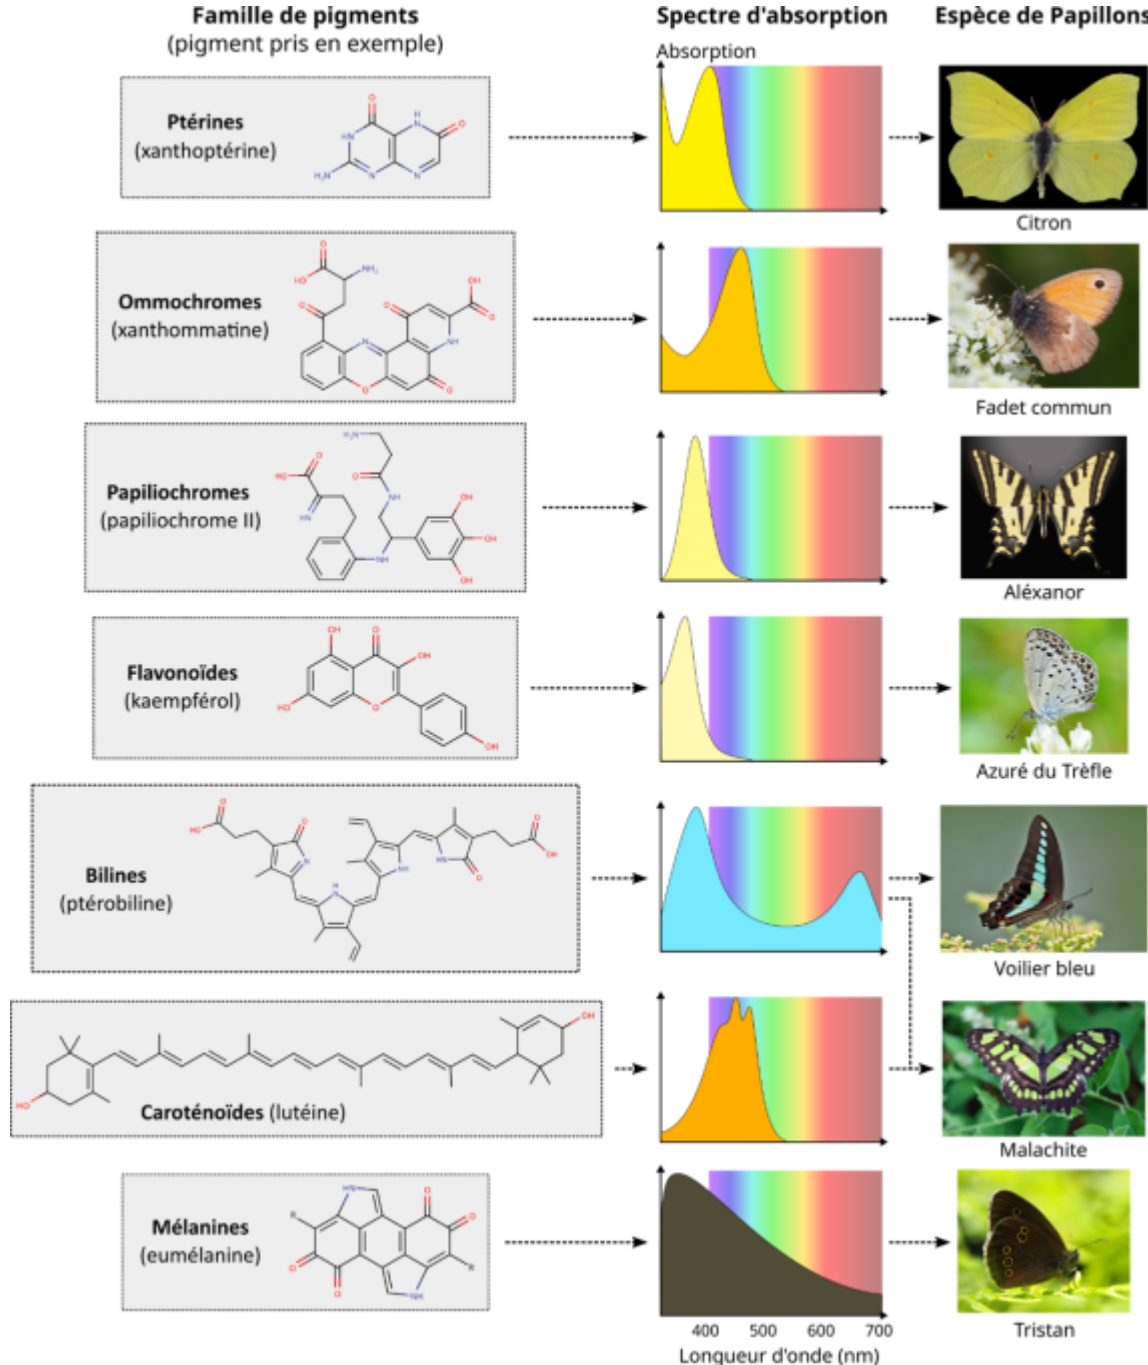 Famille de pigments
(pigment pris en exemple)
Spectre d'absorption
Espèce de Papillons
Absorption
Ptérines
(xanthoptérine)
Citron
Ommochromes
(xanthommatine)
Fadet commun
Papiliochromes
(papiliochrome II)
Aléxanor
Flavonoïdes
(kaempférol)
Azuré du Trèfle
Bilines
(ptérobiline)
Voilier bleu
Caroténoïdes (lutéine)
Malachite
Mélanines
(eumélanine)
Tristan
400 500 600 700
Longueur d'onde (nm)